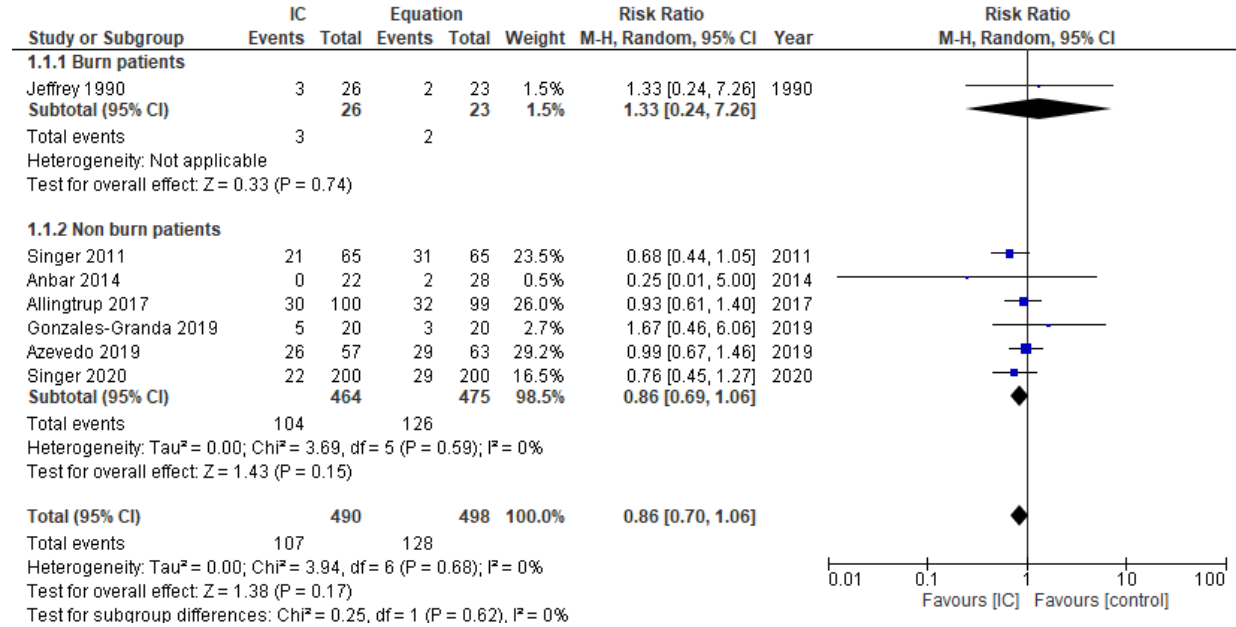 IC Equation Risk Ratio Risk Ratio
Study or Subgroup Events Total Events Total Weight M-H, Random, 95% CI Year M-H, Random, 95% CI
1.1.1 Burn patients
Jeffrey 1990 3 26 2 23 1.5% 1.33 [0.24, 7.26] 1990
Subtotal (95% CI) 26 23 1.5% 1.33 [0.24, 7.26]
Total events 3 2
Heterogeneity: Not applicable
Test for overall effect: Z = 0.33 (P = 0.74)
1.1.2 Non burn patients
Singer 2011 21 65 31 65 23.5% 0.68 [0.44, 1.05] 2011
Anbar 2014 0 22 2 28 0.5% 0.25 [0.01, 5.00] 2014
Allingtrup 2017 30 100 32 99 26.0% 0.93 [0.61, 1.40] 2017
Gonzales-Granda 2019 5 20 3 20 2.7% 1.67 [0.46, 6.06] 2019
Azevedo 2019 26 57 29 63 29.2% 0.99 [0.67, 1.46] 2019
Singer 2020 22 200 29 200 16.5% 0.76 [0.45, 1.27] 2020
Subtotal (95% CI) 464 475 98.5% 0.86 [0.69, 1.06]
Total events 104 126
Heterogeneity: Tau² = 0.00; Chi² = 3.69, df = 5 (P = 0.59); I² = 0%
Test for overall effect: Z = 1.43 (P = 0.15)
Total (95% CI) 490 498 100.0% 0.86 [0.70, 1.06]
Total events 107 128
Heterogeneity: Tau² = 0.00; Chi² = 3.94, df = 6 (P = 0.68); I² = 0%
Test for overall effect: Z = 1.38 (P = 0.17)
Test for subgroup differences: Chi² = 0.25, df = 1 (P = 0.62), I² = 0%
0.01 0.1 1 10 100
Favours [IC] Favours [control]